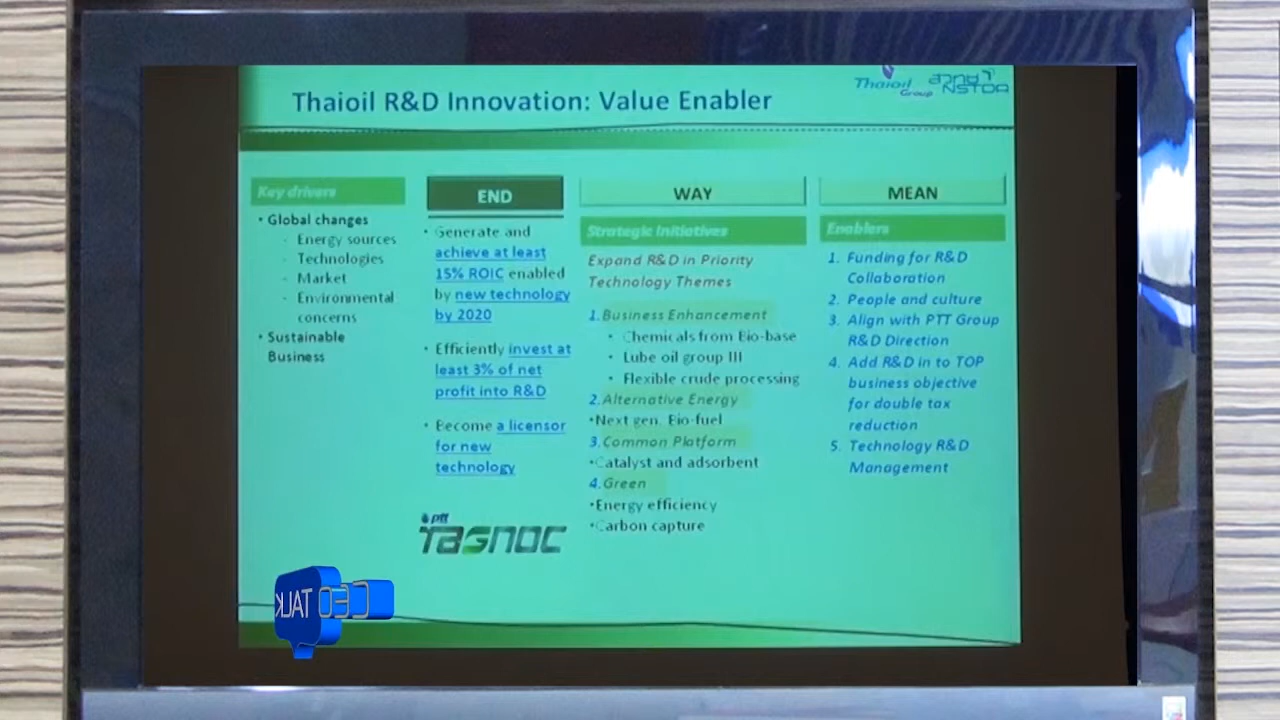 Thaioil R&D Innovation: Value Enabler
Thaioil
Group
สวทช
NSTDA
Key drivers
• Global changes
- Energy sources
- Technologies
- Market
- Environmental
concerns
• Sustainable
Business
END
• Generate and
achieve at least
15% ROIC enabled
by new technology
by 2020
• Efficiently invest at
least 3% of net
profit into R&D
• Become a licensor
for new
technology
ptt
TAGNOC
WAY
Strategic Initiatives
Expand R&D in Priority
Technology Themes
1.Business Enhancement
• Chemicals from Bio-base
• Lube oil group III
• Flexible crude processing
2.Alternative Energy
•Next gen. Bio-fuel
3.Common Platform
•Catalyst and adsorbent
4.Green
•Energy efficiency
•Carbon capture
MEAN
Enablers
1. Funding for R&D
Collaboration
2. People and culture
3. Align with PTT Group
R&D Direction
4. Add R&D in to TOP
business objective
for double tax
reduction
5. Technology R&D
Management
CEO TALK